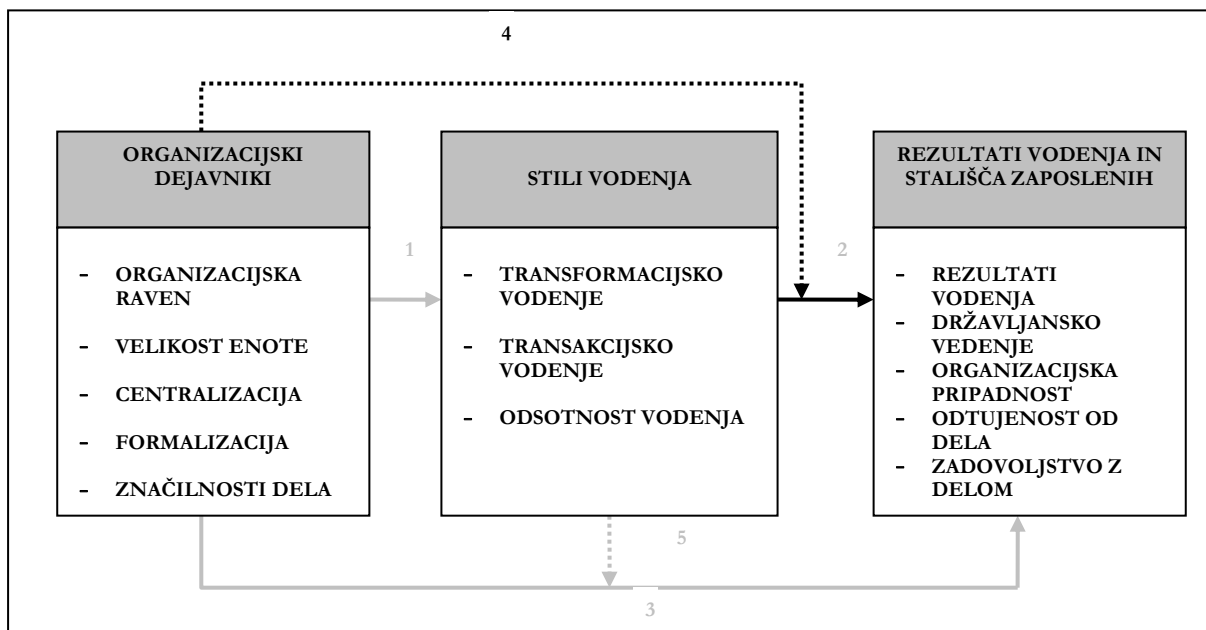 4
ORGANIZACIJSKI
DEJAVNIKI
- ORGANIZACIJSKA
RAVEN
- VELIKOST ENOTE
- CENTRALIZACIJA
- FORMALIZACIJA
- ZNAČILNOSTI DELA
1
STILI VODENJA
- TRANSFORMACIJSKO
VODENJE
- TRANSAKCIJSKO
VODENJE
- ODSOTNOST VODENJA
2
REZULTATI VODENJA IN
STALIŠČA ZAPOSLENIH
- REZULTATI
VODENJA
- DRŽAVLJANSKO
VEDENJE
- ORGANIZACIJSKA
PRIPADNOST
- ODTUJENOST OD
DELA
- ZADOVOLJSTVO Z
DELOM
5
3